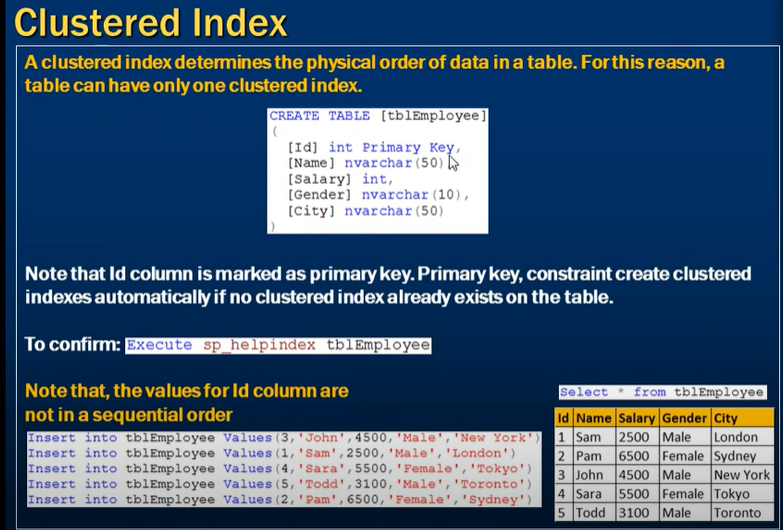 Clustered Index
A clustered index determines the physical order of data in a table. For this reason, a
table can have only one clustered index.
CREATE TABLE [tblEmployee]
(
[Id] int Primary Key,
[Name] nvarchar(50)
[Salary] int,
[Gender] nvarchar(10),
[City] nvarchar(50)
)
Note that Id column is marked as primary key. Primary key, constraint create clustered
indexes automatically if no clustered index already exists on the table.
To confirm: Execute sp_helpindex tblEmployee
Note that, the values for Id column are
not in a sequential order
Insert into tblEmployee Values(3,'John',4500,'Male','New York')
Insert into tblEmployee Values(1,'Sam',2500,'Male','London')
Insert into tblEmployee Values(4,'Sara',5500,'Female','Tokyo')
Insert into tblEmployee Values(5,'Todd',3100,'Male','Toronto')
Insert into tblEmployee Values(2,'Pam',6500,'Female','Sydney')
Select * from tblEmployee
Id Name Salary Gender City
1 Sam 2500 Male London
2 Pam 6500 Female Sydney
3 John 4500 Male New York
4 Sara 5500 Female Tokyo
5 Todd 3100 Male Toronto